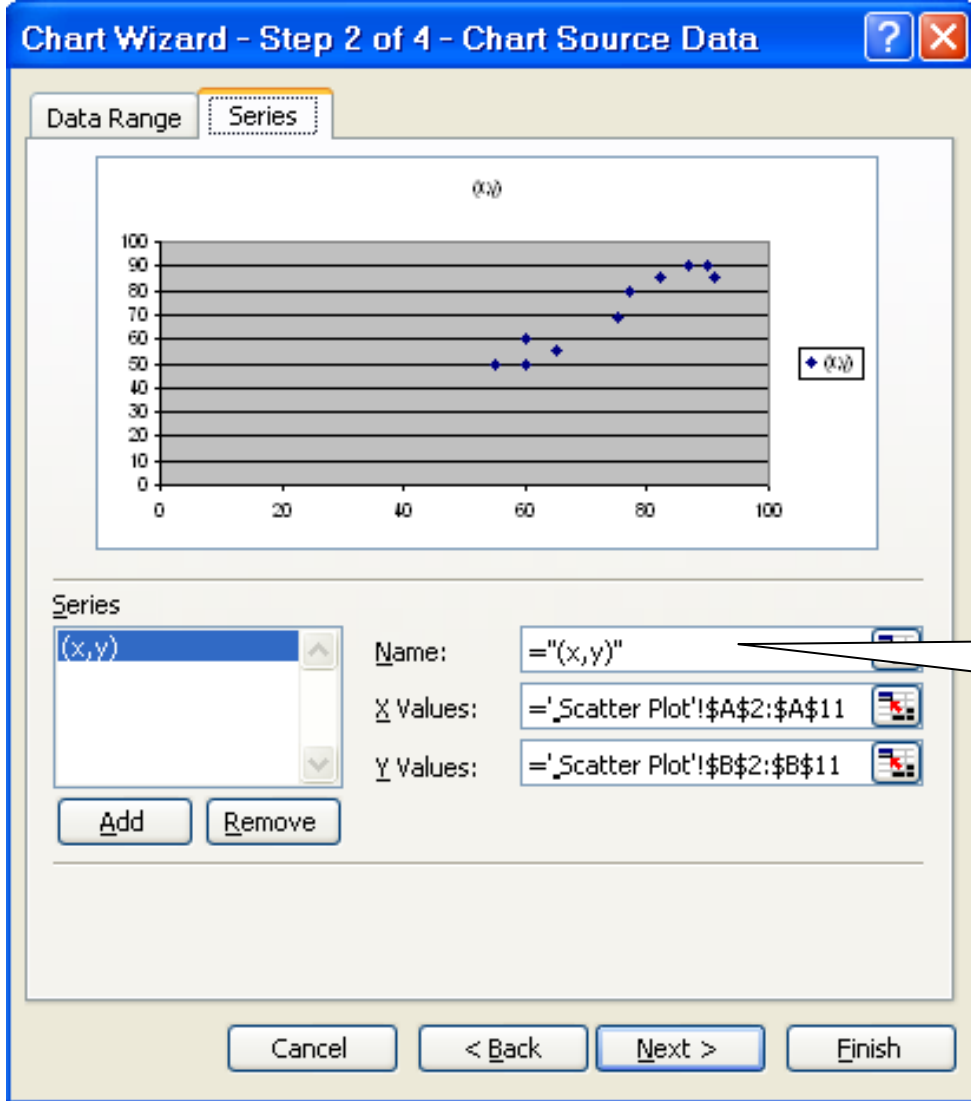 Chart Wizard - Step 2 of 4 - Chart Source Data
Data Range
Series
(x,y)
100
90
80
70
60
50
40
30
20
10
0
0 20 40 60 80 100
(x,y)
Series
(x,y)
Name: ="(x,y)"
X Values: ='_Scatter Plot'!$A$2:$A$11
Y Values: ='_Scatter Plot'!$B$2:$B$11
Add
Remove
Cancel
< Back
Next >
Finish